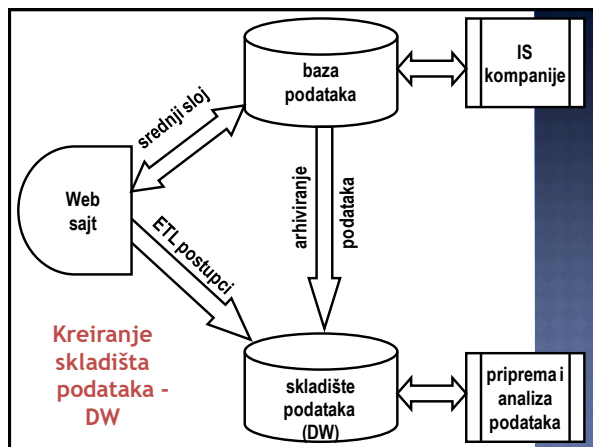 baza
podataka
IS
kompanije
srednji sloj
Web
sajt
ETL postupci
arhiviranje
podataka
Kreiranje
skladišta
podataka -
DW
skladište
podataka
(DW)
priprema i
analiza
podataka